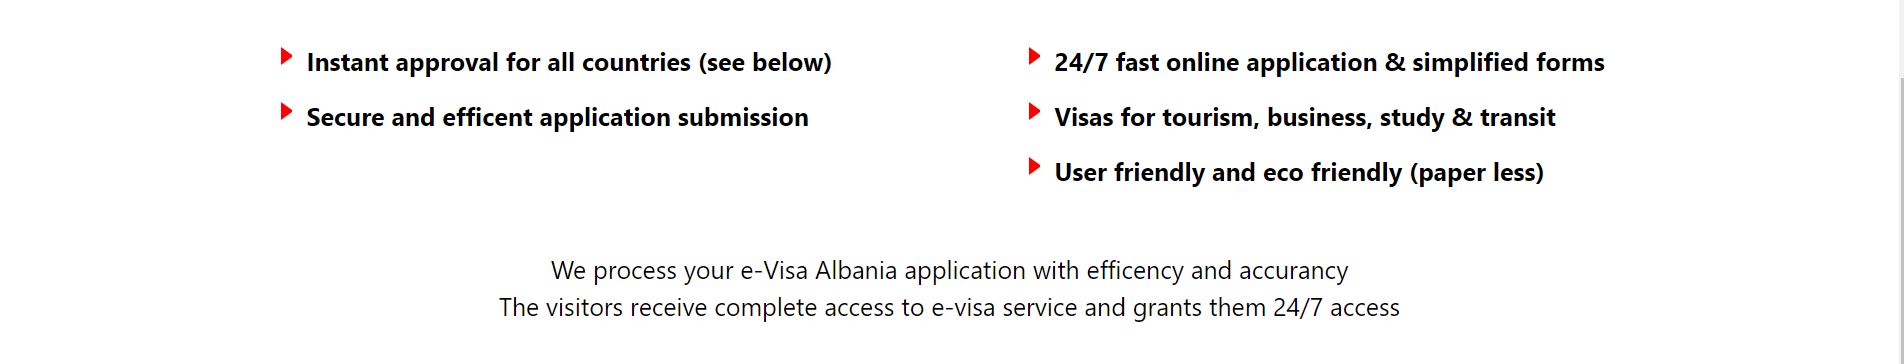 Instant approval for all countries (see below)
Secure and efficent application submission
24/7 fast online application & simplified forms
Visas for tourism, business, study & transit
User friendly and eco friendly (paper less)
We process your e-Visa Albania application with efficency and accurancy
The visitors receive complete access to e-visa service and grants them 24/7 access